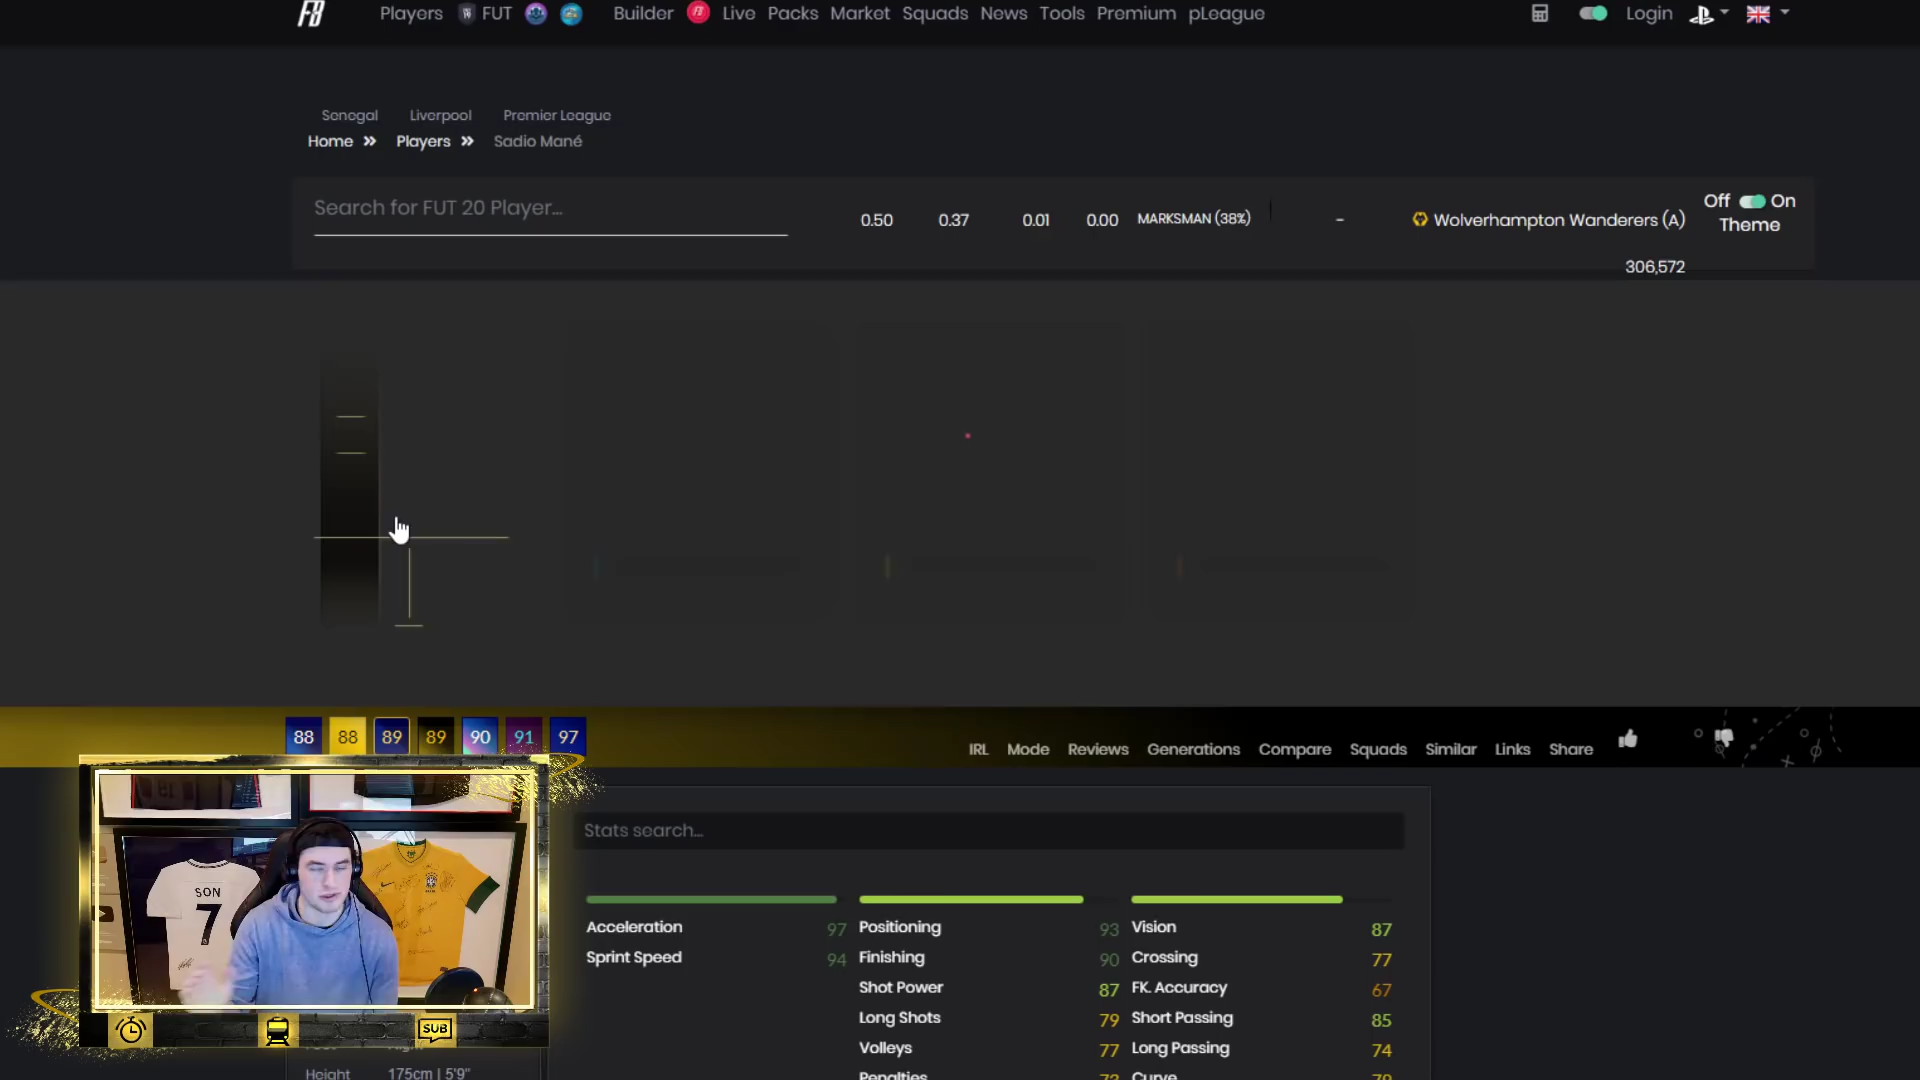 Players FUT Builder Live Packs Market Squads News Tools Premium pLeague Login
Senegal Liverpool Premier League
Home » Players » Sadio Mané
Search for FUT 20 Player...
0.50 0.37 0.01 0.00 MARKSMAN (38%) - Wolverhampton Wanderers (A)
306,572
Off On
Theme
88 88 89 89 90 91 97
IRL Mode Reviews Generations Compare Squads Similar Links Share
Stats search...
Acceleration 97
Sprint Speed 94
Positioning 93
Finishing 90
Shot Power 87
Long Shots 79
Volleys 77
Penalties
Vision 87
Crossing 77
FK. Accuracy 67
Short Passing 85
Long Passing 74
Curve
SON
7
SUB
Height 175cm | 5'9"